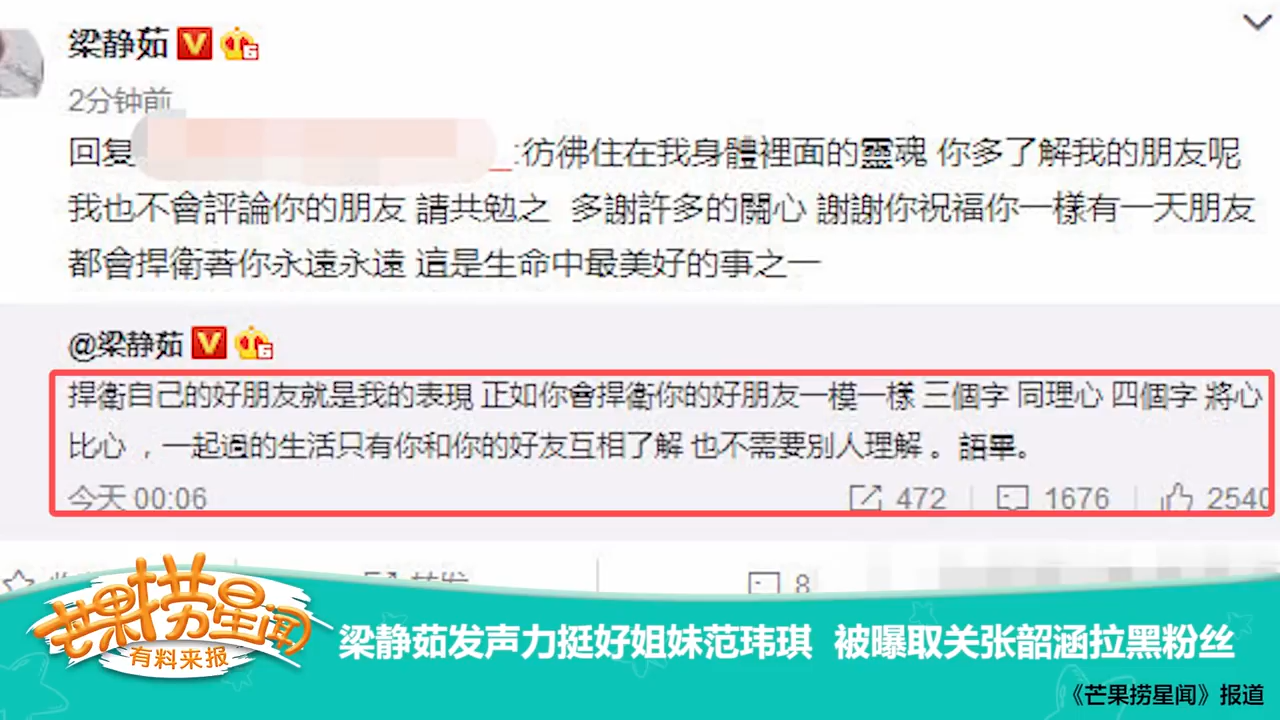 梁静茹
2分钟前
回复 :彷彿住在我身體裡面的靈魂 你多了解我的朋友呢
我也不會評論你的朋友 請共勉之 多謝許多的關心 謝謝你祝福你一樣有一天朋友
都會捍衛著你永遠永遠 這是生命中最美好的事之一
@梁静茹
捍衛自己的好朋友就是我的表現 正如你會捍衛你的好朋友一模一樣 三個字 同理心 四個字 將心
比心 ，一起過的生活只有你和你的好友互相了解 也不需要別人理解 。語畢。
今天 00:06 472 1676 2540
8
芒果捞星闻
有料来报
梁静茹发声力挺好姐妹范玮琪 被曝取关张韶涵拉黑粉丝
《芒果捞星闻》报道